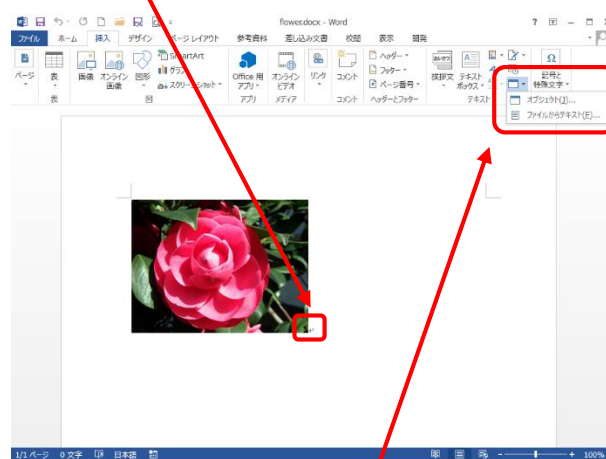 flower.docx - Word
ファイル ホーム 挿入 デザイン ページ レイアウト 参考資料 差し込み文書 校閲 表示 開発
ページ
表
画像
オンライン
画像
図形
SmartArt
グラフ
スクリーンショット
Office 用
アプリ
オンライン
ビデオ
リンク
コメント
ヘッダー
フッター
ページ番号
挨拶文
テキスト
ボックス
記号と
特殊文字
表 図 アプリ メディア コメント ヘッダーとフッター テキスト
オブジェクト(J)...
ファイルからテキスト(F)...
1/1 ページ 0 文字 日本語 100%